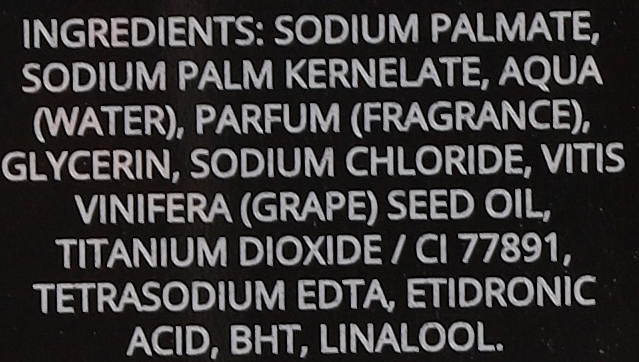 INGREDIENTS: SODIUM PALMATE,
SODIUM PALM KERNELATE, AQUA
(WATER), PARFUM (FRAGRANCE),
GLYCERIN, SODIUM CHLORIDE, VITIS
VINIFERA (GRAPE) SEED OIL,
TITANIUM DIOXIDE / CI 77891,
TETRASODIUM EDTA, ETIDRONIC
ACID, BHT, LINALOOL.